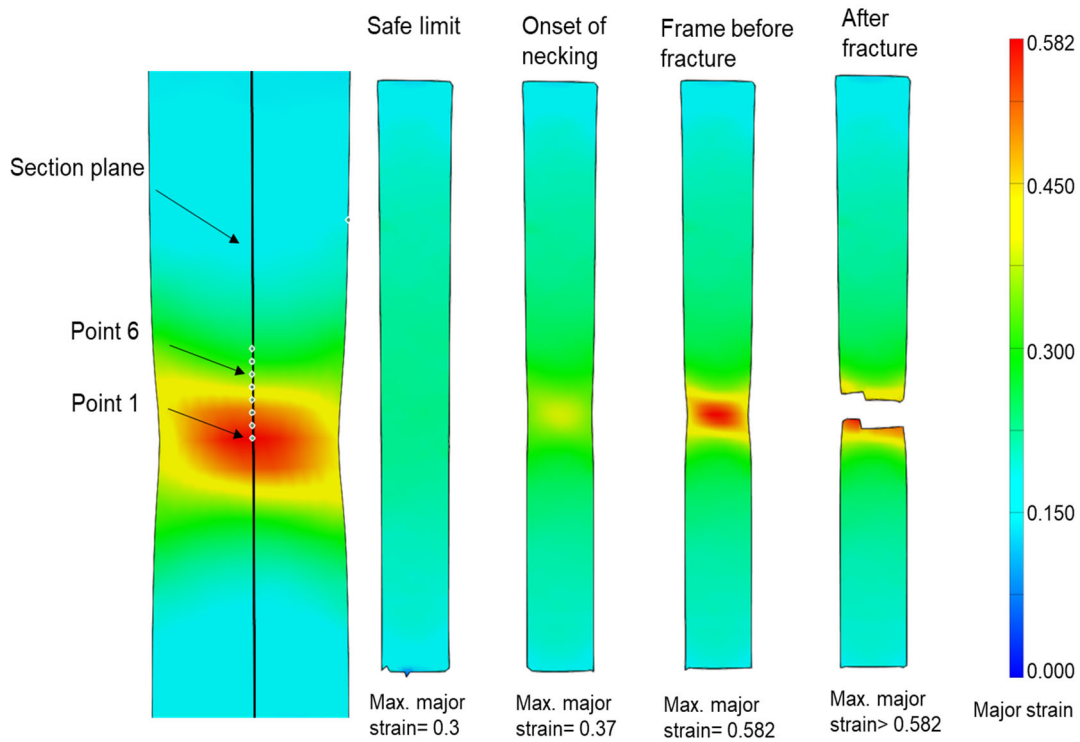 Safe limit
Onset of
necking
Frame before
fracture
After
fracture
Section plane
Point 6
Point 1
0.582
0.450
0.300
0.150
0.000
Major strain
Max. major
strain= 0.3
Max. major
strain= 0.37
Max. major
strain= 0.582
Max. major
strain> 0.582